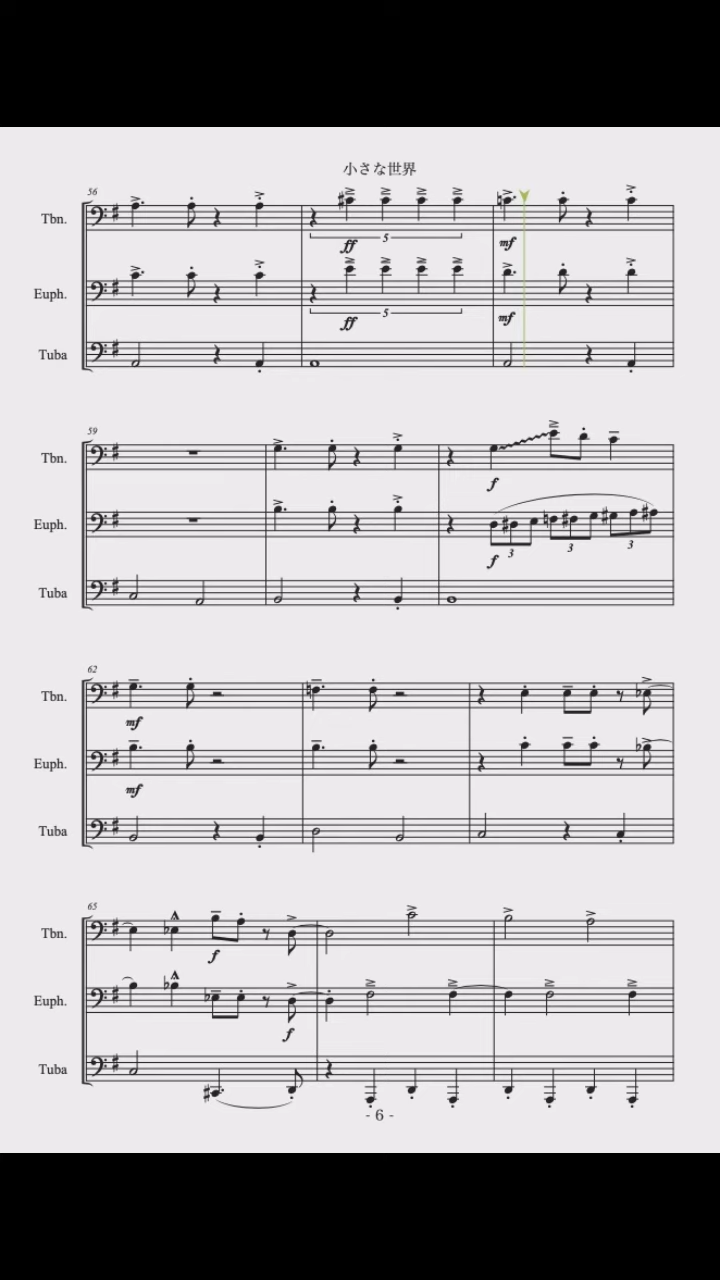 小さな世界
56
Tbn.
5
ff
mf
Euph.
5
ff
mf
Tuba
59
Tbn.
f
Euph.
f
3
3
3
Tuba
62
Tbn.
mf
Euph.
mf
Tuba
65
Tbn.
f
Euph.
f
Tuba
- 6 -